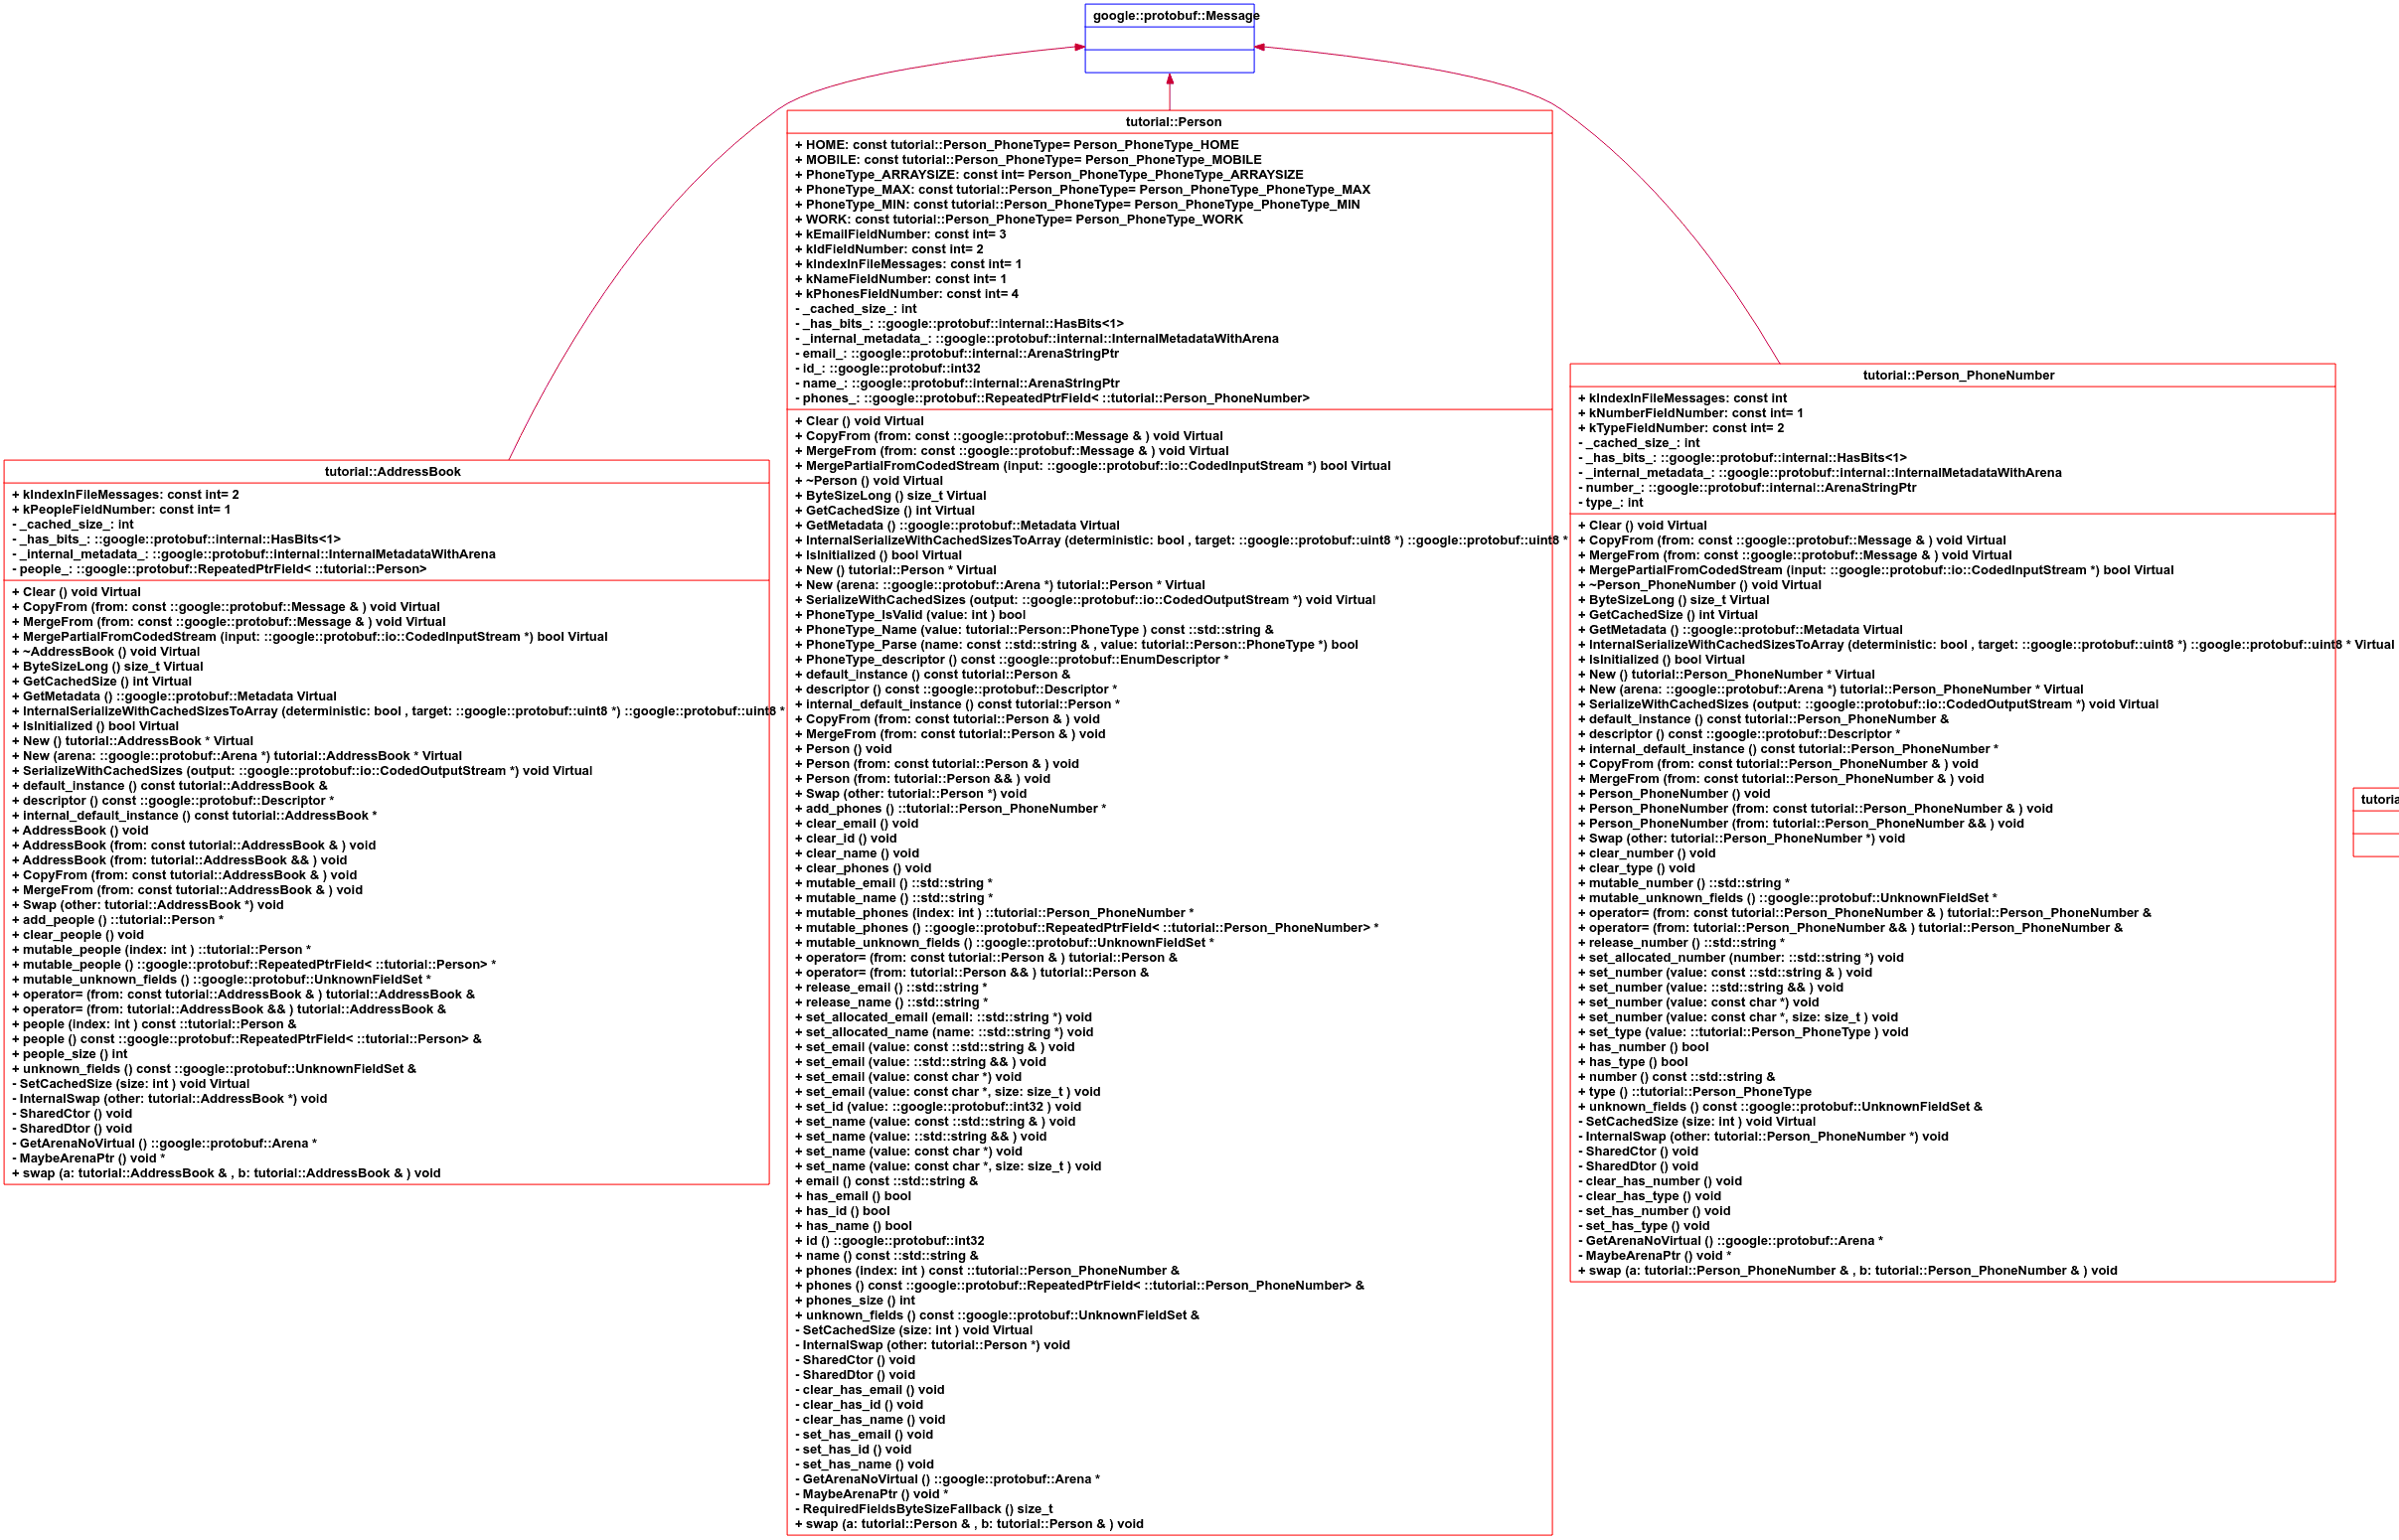 google::protobuf::Message
tutorial::Person
+ HOME: const tutorial::Person_PhoneType= Person_PhoneType_HOME
+ MOBILE: const tutorial::Person_PhoneType= Person_PhoneType_MOBILE
+ PhoneType_ARRAYSIZE: const int= Person_PhoneType_PhoneType_ARRAYSIZE
+ PhoneType_MAX: const tutorial::Person_PhoneType= Person_PhoneType_PhoneType_MAX
+ PhoneType_MIN: const tutorial::Person_PhoneType= Person_PhoneType_PhoneType_MIN
+ WORK: const tutorial::Person_PhoneType= Person_PhoneType_WORK
+ kEmailFieldNumber: const int= 3
+ kIdFieldNumber: const int= 2
+ kIndexInFileMessages: const int= 1
+ kNameFieldNumber: const int= 1
+ kPhonesFieldNumber: const int= 4
- _cached_size_: int
- _has_bits_: ::google::protobuf::internal::HasBits<1>
- _internal_metadata_: ::google::protobuf::internal::InternalMetadataWithArena
- email_: ::google::protobuf::internal::ArenaStringPtr
- id_: ::google::protobuf::int32
- name_: ::google::protobuf::internal::ArenaStringPtr
- phones_: ::google::protobuf::RepeatedPtrField< ::tutorial::Person_PhoneNumber>
+ Clear () void Virtual
+ CopyFrom (from: const ::google::protobuf::Message & ) void Virtual
+ MergeFrom (from: const ::google::protobuf::Message & ) void Virtual
+ MergePartialFromCodedStream (input: ::google::protobuf::io::CodedInputStream *) bool Virtual
+ ~Person () void Virtual
+ ByteSizeLong () size_t Virtual
+ GetCachedSize () int Virtual
+ GetMetadata () ::google::protobuf::Metadata Virtual
+ InternalSerializeWithCachedSizesToArray (deterministic: bool , target: ::google::protobuf::uint8 *) ::google::protobuf::uint8 *
+ IsInitialized () bool Virtual
+ New () tutorial::Person * Virtual
+ New (arena: ::google::protobuf::Arena *) tutorial::Person * Virtual
+ SerializeWithCachedSizes (output: ::google::protobuf::io::CodedOutputStream *) void Virtual
+ PhoneType_IsValid (value: int ) bool
+ PhoneType_Name (value: tutorial::Person::PhoneType ) const ::std::string &
+ PhoneType_Parse (name: const ::std::string & , value: tutorial::Person::PhoneType *) bool
+ PhoneType_descriptor () const ::google::protobuf::EnumDescriptor *
+ default_instance () const tutorial::Person &
+ descriptor () const ::google::protobuf::Descriptor *
+ internal_default_instance () const tutorial::Person *
+ CopyFrom (from: const tutorial::Person & ) void
+ MergeFrom (from: const tutorial::Person & ) void
+ Person () void
+ Person (from: const tutorial::Person & ) void
+ Person (from: tutorial::Person && ) void
+ Swap (other: tutorial::Person *) void
+ add_phones () ::tutorial::Person_PhoneNumber *
+ clear_email () void
+ clear_id () void
+ clear_name () void
+ clear_phones () void
+ mutable_email () ::std::string *
+ mutable_name () ::std::string *
+ mutable_phones (index: int ) ::tutorial::Person_PhoneNumber *
+ mutable_phones () ::google::protobuf::RepeatedPtrField< ::tutorial::Person_PhoneNumber> *
+ mutable_unknown_fields () ::google::protobuf::UnknownFieldSet *
+ operator= (from: const tutorial::Person & ) tutorial::Person &
+ operator= (from: tutorial::Person && ) tutorial::Person &
+ release_email () ::std::string *
+ release_name () ::std::string *
+ set_allocated_email (email: ::std::string *) void
+ set_allocated_name (name: ::std::string *) void
+ set_email (value: const ::std::string & ) void
+ set_email (value: ::std::string && ) void
+ set_email (value: const char *) void
+ set_email (value: const char *, size: size_t ) void
+ set_id (value: ::google::protobuf::int32 ) void
+ set_name (value: const ::std::string & ) void
+ set_name (value: ::std::string && ) void
+ set_name (value: const char *) void
+ set_name (value: const char *, size: size_t ) void
+ email () const ::std::string &
+ has_email () bool
+ has_id () bool
+ has_name () bool
+ id () ::google::protobuf::int32
+ name () const ::std::string &
+ phones (index: int ) const ::tutorial::Person_PhoneNumber &
+ phones () const ::google::protobuf::RepeatedPtrField< ::tutorial::Person_PhoneNumber> &
+ phones_size () int
+ unknown_fields () const ::google::protobuf::UnknownFieldSet &
- SetCachedSize (size: int ) void Virtual
- InternalSwap (other: tutorial::Person *) void
- SharedCtor () void
- SharedDtor () void
- clear_has_email () void
- clear_has_id () void
- clear_has_name () void
- set_has_email () void
- set_has_id () void
- set_has_name () void
- GetArenaNoVirtual () ::google::protobuf::Arena *
- MaybeArenaPtr () void *
- RequiredFieldsByteSizeFallback () size_t
+ swap (a: tutorial::Person & , b: tutorial::Person & ) void
tutorial::AddressBook
+ kIndexInFileMessages: const int= 2
+ kPeopleFieldNumber: const int= 1
- _cached_size_: int
- _has_bits_: ::google::protobuf::internal::HasBits<1>
- _internal_metadata_: ::google::protobuf::internal::InternalMetadataWithArena
- people_: ::google::protobuf::RepeatedPtrField< ::tutorial::Person>
+ Clear () void Virtual
+ CopyFrom (from: const ::google::protobuf::Message & ) void Virtual
+ MergeFrom (from: const ::google::protobuf::Message & ) void Virtual
+ MergePartialFromCodedStream (input: ::google::protobuf::io::CodedInputStream *) bool Virtual
+ ~AddressBook () void Virtual
+ ByteSizeLong () size_t Virtual
+ GetCachedSize () int Virtual
+ GetMetadata () ::google::protobuf::Metadata Virtual
+ InternalSerializeWithCachedSizesToArray (deterministic: bool , target: ::google::protobuf::uint8 *) ::google::protobuf::uint8 *
+ IsInitialized () bool Virtual
+ New () tutorial::AddressBook * Virtual
+ New (arena: ::google::protobuf::Arena *) tutorial::AddressBook * Virtual
+ SerializeWithCachedSizes (output: ::google::protobuf::io::CodedOutputStream *) void Virtual
+ default_instance () const tutorial::AddressBook &
+ descriptor () const ::google::protobuf::Descriptor *
+ internal_default_instance () const tutorial::AddressBook *
+ AddressBook () void
+ AddressBook (from: const tutorial::AddressBook & ) void
+ AddressBook (from: tutorial::AddressBook && ) void
+ CopyFrom (from: const tutorial::AddressBook & ) void
+ MergeFrom (from: const tutorial::AddressBook & ) void
+ Swap (other: tutorial::AddressBook *) void
+ add_people () ::tutorial::Person *
+ clear_people () void
+ mutable_people (index: int ) ::tutorial::Person *
+ mutable_people () ::google::protobuf::RepeatedPtrField< ::tutorial::Person> *
+ mutable_unknown_fields () ::google::protobuf::UnknownFieldSet *
+ operator= (from: const tutorial::AddressBook & ) tutorial::AddressBook &
+ operator= (from: tutorial::AddressBook && ) tutorial::AddressBook &
+ people (index: int ) const ::tutorial::Person &
+ people () const ::google::protobuf::RepeatedPtrField< ::tutorial::Person> &
+ people_size () int
+ unknown_fields () const ::google::protobuf::UnknownFieldSet &
- SetCachedSize (size: int ) void Virtual
- InternalSwap (other: tutorial::AddressBook *) void
- SharedCtor () void
- SharedDtor () void
- GetArenaNoVirtual () ::google::protobuf::Arena *
- MaybeArenaPtr () void *
+ swap (a: tutorial::AddressBook & , b: tutorial::AddressBook & ) void
tutorial::Person_PhoneNumber
+ kIndexInFileMessages: const int
+ kNumberFieldNumber: const int= 1
+ kTypeFieldNumber: const int= 2
- _cached_size_: int
- _has_bits_: ::google::protobuf::internal::HasBits<1>
- _internal_metadata_: ::google::protobuf::internal::InternalMetadataWithArena
- number_: ::google::protobuf::internal::ArenaStringPtr
- type_: int
+ Clear () void Virtual
+ CopyFrom (from: const ::google::protobuf::Message & ) void Virtual
+ MergeFrom (from: const ::google::protobuf::Message & ) void Virtual
+ MergePartialFromCodedStream (input: ::google::protobuf::io::CodedInputStream *) bool Virtual
+ ~Person_PhoneNumber () void Virtual
+ ByteSizeLong () size_t Virtual
+ GetCachedSize () int Virtual
+ GetMetadata () ::google::protobuf::Metadata Virtual
+ InternalSerializeWithCachedSizesToArray (deterministic: bool , target: ::google::protobuf::uint8 *) ::google::protobuf::uint8 * Virtual
+ IsInitialized () bool Virtual
+ New () tutorial::Person_PhoneNumber * Virtual
+ New (arena: ::google::protobuf::Arena *) tutorial::Person_PhoneNumber * Virtual
+ SerializeWithCachedSizes (output: ::google::protobuf::io::CodedOutputStream *) void Virtual
+ default_instance () const tutorial::Person_PhoneNumber &
+ descriptor () const ::google::protobuf::Descriptor *
+ internal_default_instance () const tutorial::Person_PhoneNumber *
+ CopyFrom (from: const tutorial::Person_PhoneNumber & ) void
+ MergeFrom (from: const tutorial::Person_PhoneNumber & ) void
+ Person_PhoneNumber () void
+ Person_PhoneNumber (from: const tutorial::Person_PhoneNumber & ) void
+ Person_PhoneNumber (from: tutorial::Person_PhoneNumber && ) void
+ Swap (other: tutorial::Person_PhoneNumber *) void
+ clear_number () void
+ clear_type () void
+ mutable_number () ::std::string *
+ mutable_unknown_fields () ::google::protobuf::UnknownFieldSet *
+ operator= (from: const tutorial::Person_PhoneNumber & ) tutorial::Person_PhoneNumber &
+ operator= (from: tutorial::Person_PhoneNumber && ) tutorial::Person_PhoneNumber &
+ release_number () ::std::string *
+ set_allocated_number (number: ::std::string *) void
+ set_number (value: const ::std::string & ) void
+ set_number (value: ::std::string && ) void
+ set_number (value: const char *) void
+ set_number (value: const char *, size: size_t ) void
+ set_type (value: ::tutorial::Person_PhoneType ) void
+ has_number () bool
+ has_type () bool
+ number () const ::std::string &
+ type () ::tutorial::Person_PhoneType
+ unknown_fields () const ::google::protobuf::UnknownFieldSet &
- SetCachedSize (size: int ) void Virtual
- InternalSwap (other: tutorial::Person_PhoneNumber *) void
- SharedCtor () void
- SharedDtor () void
- clear_has_number () void
- clear_has_type () void
- set_has_number () void
- set_has_type () void
- GetArenaNoVirtual () ::google::protobuf::Arena *
- MaybeArenaPtr () void *
+ swap (a: tutorial::Person_PhoneNumber & , b: tutorial::Person_PhoneNumber & ) void